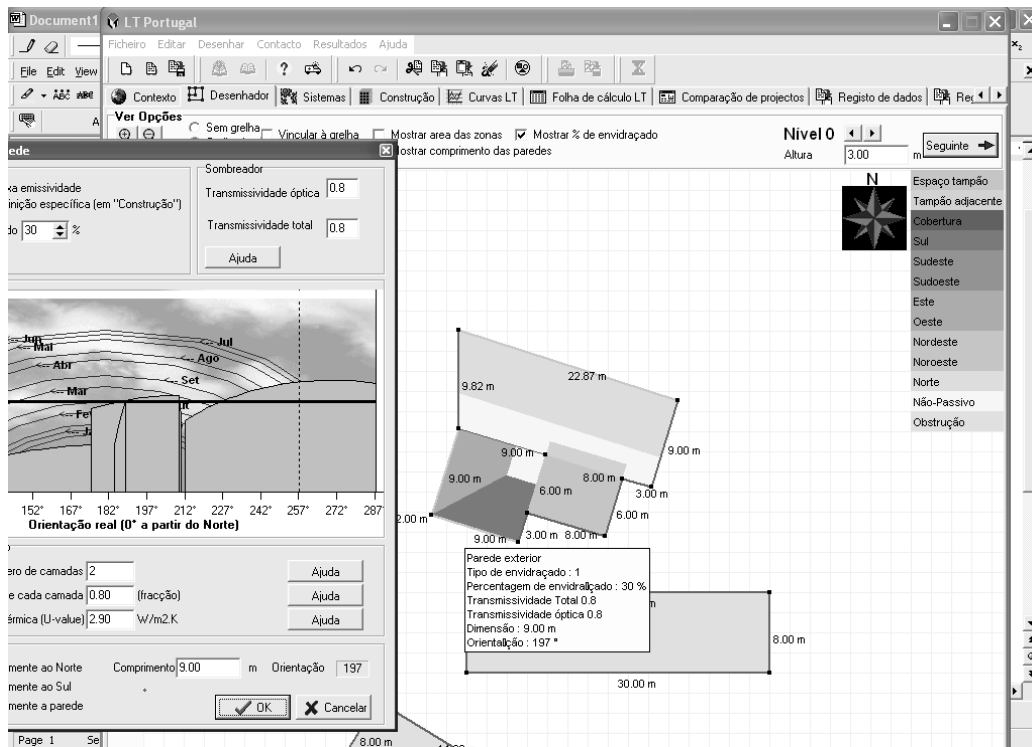 Document1
LT Portugal
Ficheiro Editar Desenhar Contacto Resultados Ajuda
File Edit View
Contexto Desenhador Sistemas Construção Curvas LT Folha de cálculo LT Comparação de projectos Registo de dados
Ver Opções
Sem grelha Vincular à grelha Mostrar area das zonas Mostrar % de envidraçado
Mostrar comprimento das paredes
Nível 0
Altura 3.00 m
Seguinte
N
Espaço tampão
Tampão adjacente
Cobertura
Sul
Sudeste
Sudoeste
Este
Oeste
Nordeste
Noroeste
Norte
Não-Passivo
Obstrução
ede
xa emissividade
inição específica (em "Construção")
do 30 %
Sombreador
Transmissividade óptica 0.8
Transmissividade total 0.8
Ajuda
Jun
Mai
Jul
Abr
Ago
Set
Mar
152° 167° 182° 197° 212° 227° 242° 257° 272° 287°
Orientação real (0° a partir do Norte)
ero de camadas 2 Ajuda
e cada camada 0.80 (fracção) Ajuda
érmica (U-value) 2.90 W/m2.K Ajuda
mente ao Norte Comprimento 9.00 m Orientação 197
mente ao Sul
mente a parede
OK Cancelar
9.82 m
22.87 m
9.00 m
9.00 m
9.00 m
8.00 m
6.00 m
3.00 m
6.00 m
2.00 m
9.00 m
3.00 m
8.00 m
Parede exterior
Tipo de envidraçado : 1
Percentagem de envidraliçado : 30 %
Transmissividade Total 0.8
Transmissividade óptica 0.8
Dimensão : 9.00 m
Orientalição : 197 °
8.00 m
30.00 m
8.00 m
Page 1 Se